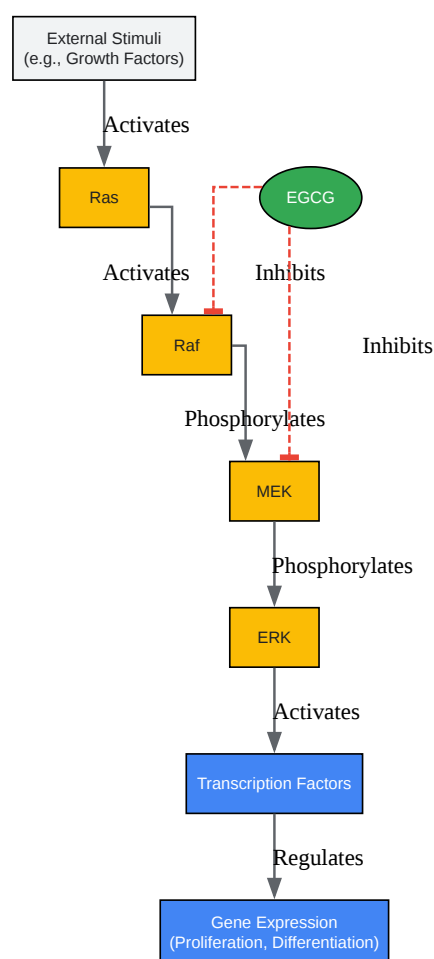 External Stimuli
(e.g., Growth Factors)
Activates
Ras
EGCG
Activates
Inhibits
Raf
Inhibits
Phosphorylates
MEK
Phosphorylates
ERK
Activates
Transcription Factors
Regulates
Gene Expression
(Proliferation, Differentiation)